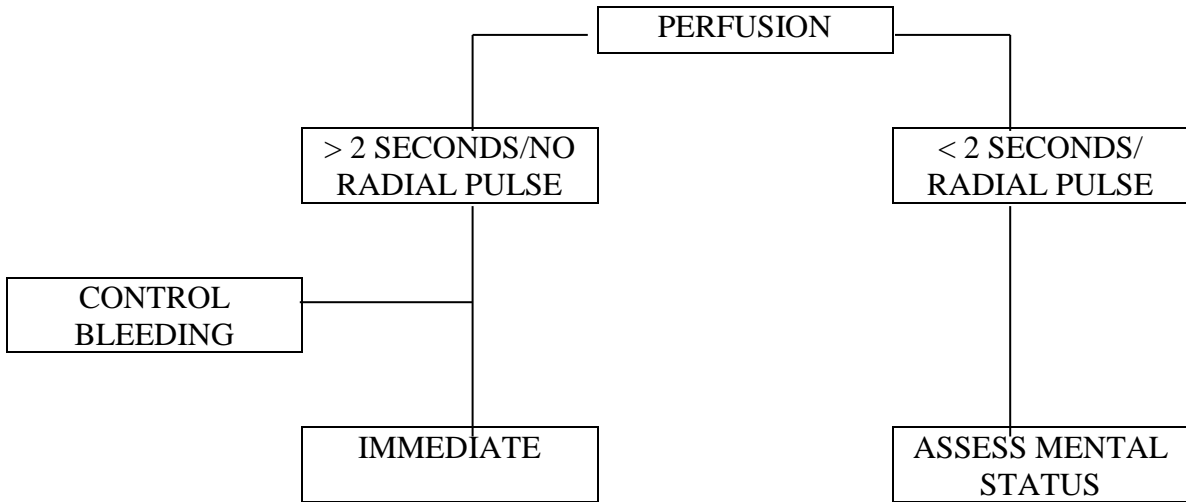 PERFUSION
> 2 SECONDS/NO
RADIAL PULSE
< 2 SECONDS/
RADIAL PULSE
CONTROL
BLEEDING
IMMEDIATE
ASSESS MENTAL
STATUS